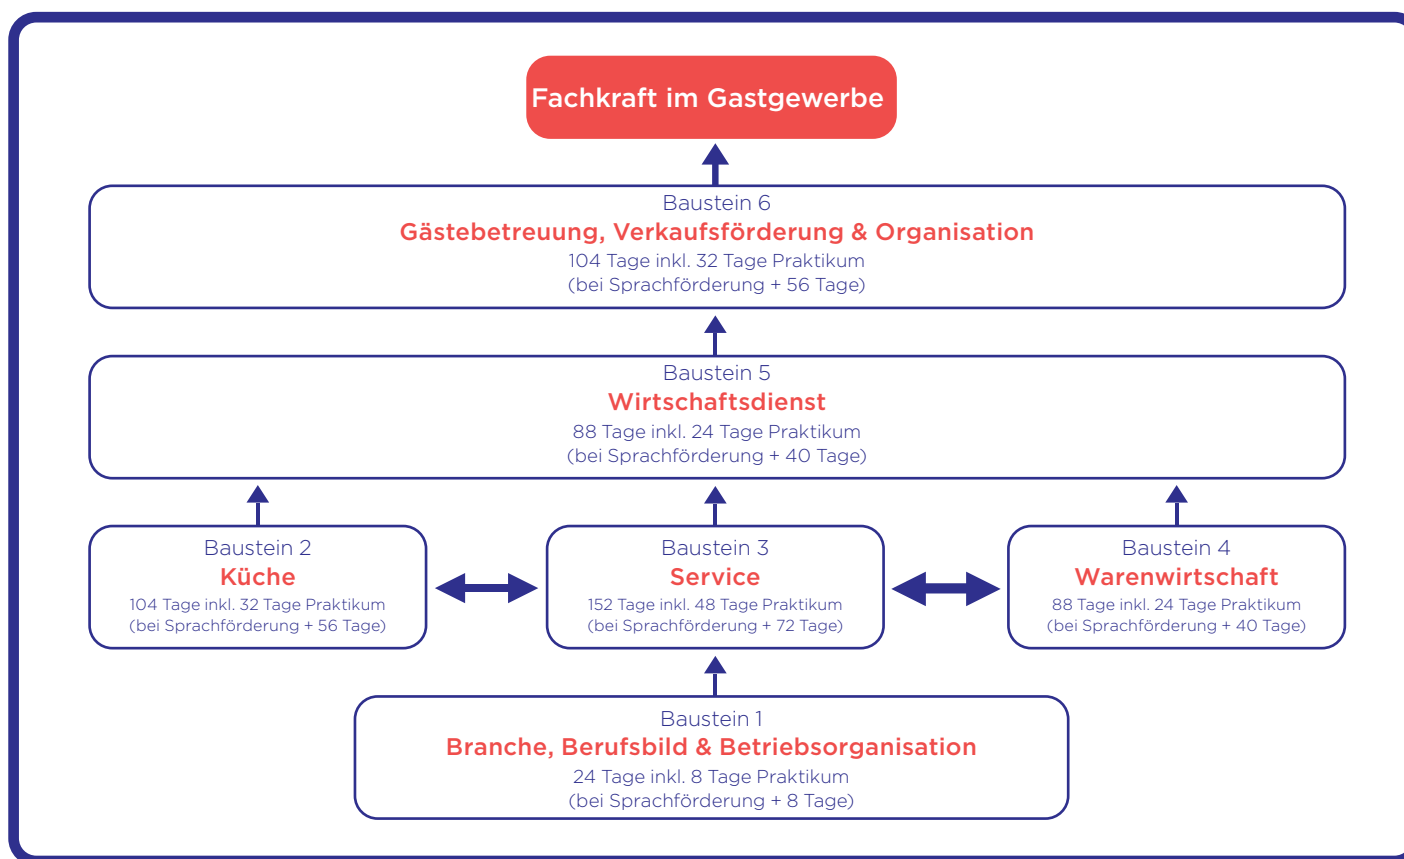 Fachkraft im Gastgewerbe
Baustein 6
Gästebetreuung, Verkaufsförderung & Organisation
104 Tage inkl. 32 Tage Praktikum
(bei Sprachförderung + 56 Tage)
Baustein 5
Wirtschaftsdienst
88 Tage inkl. 24 Tage Praktikum
(bei Sprachförderung + 40 Tage)
Baustein 2
Küche
104 Tage inkl. 32 Tage Praktikum
(bei Sprachförderung + 56 Tage)
Baustein 3
Service
152 Tage inkl. 48 Tage Praktikum
(bei Sprachförderung + 72 Tage)
Baustein 4
Warenwirtschaft
88 Tage inkl. 24 Tage Praktikum
(bei Sprachförderung + 40 Tage)
Baustein 1
Branche, Berufsbild & Betriebsorganisation
24 Tage inkl. 8 Tage Praktikum
(bei Sprachförderung + 8 Tage)